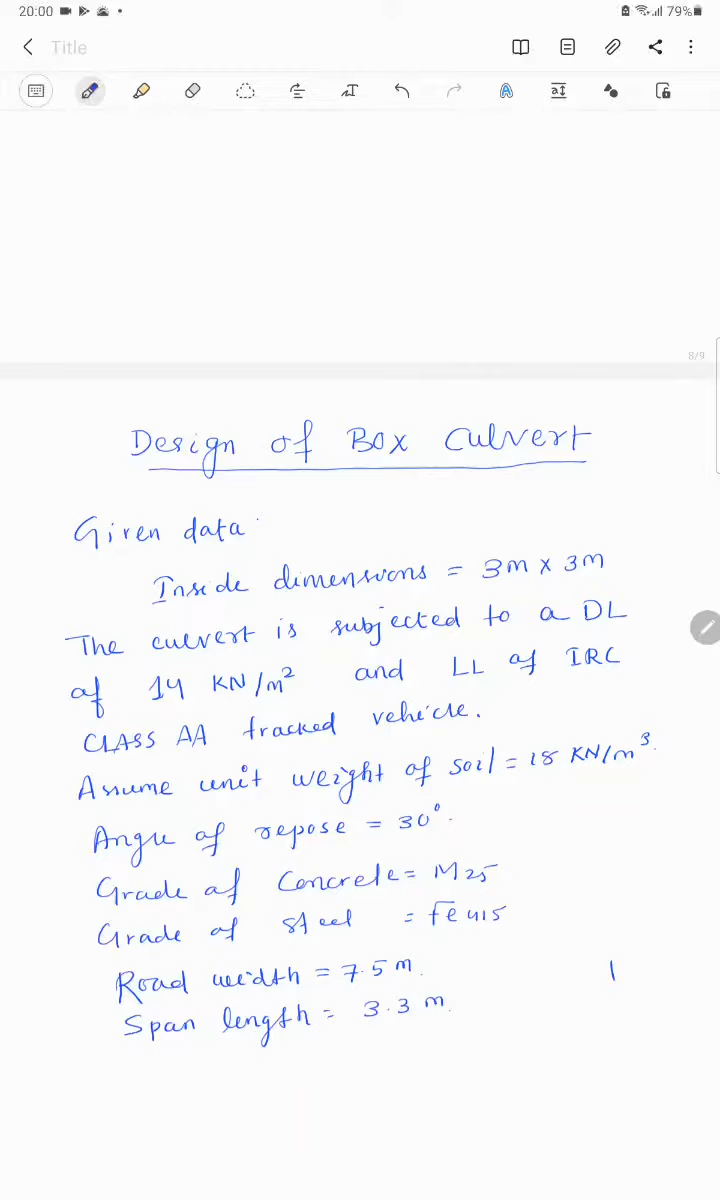 20:00 79%
Title
8/9
Design of Box Culvert
Given data
Inside dimensions = 3m x 3m
The culvert is subjected to a DL
of 14 KN/m² and LL of IRC
CLASS AA tracked vehicle.
Assume unit weight of soil = 18 KN/m³.
Angle of repose = 30°.
Grade of Concrete = M25
Grade of steel = Fe415
Road width = 7.5 m.
Span length = 3.3 m.